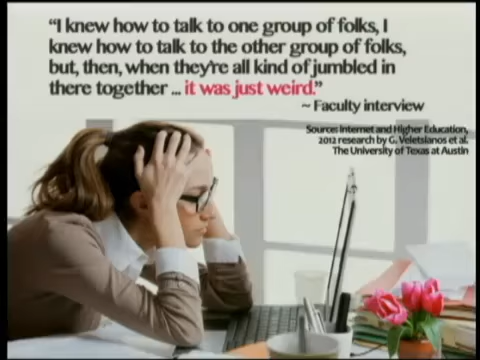 “I knew how to talk to one group of folks, I
knew how to talk to the other group of folks,
but, then, when they're all kind of jumbled in
there together ... it was just weird.”
~ Faculty interview
Source: Internet and Higher Education,
2012 research by G. Veletsianos et al.
The University of Texas at Austin